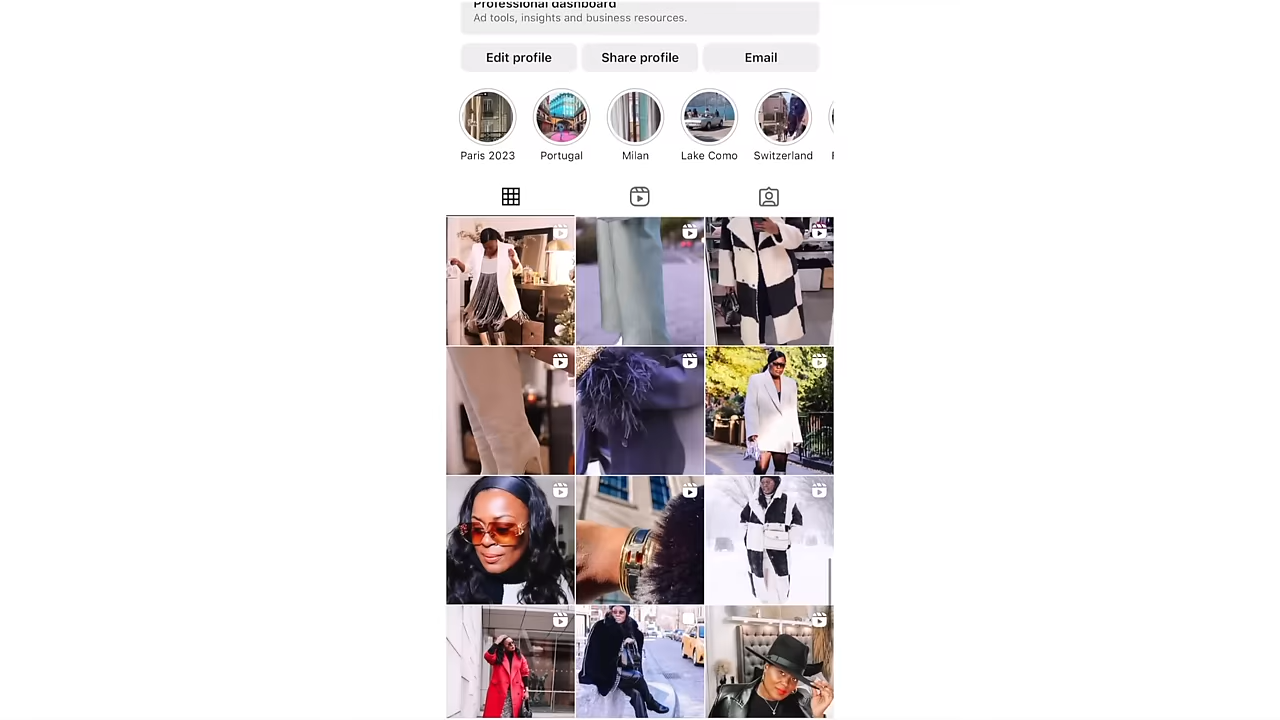 Professional dashboard
Ad tools, insights and business resources.
Edit profile
Share profile
Email
Paris 2023
Portugal
Milan
Lake Como
Switzerland